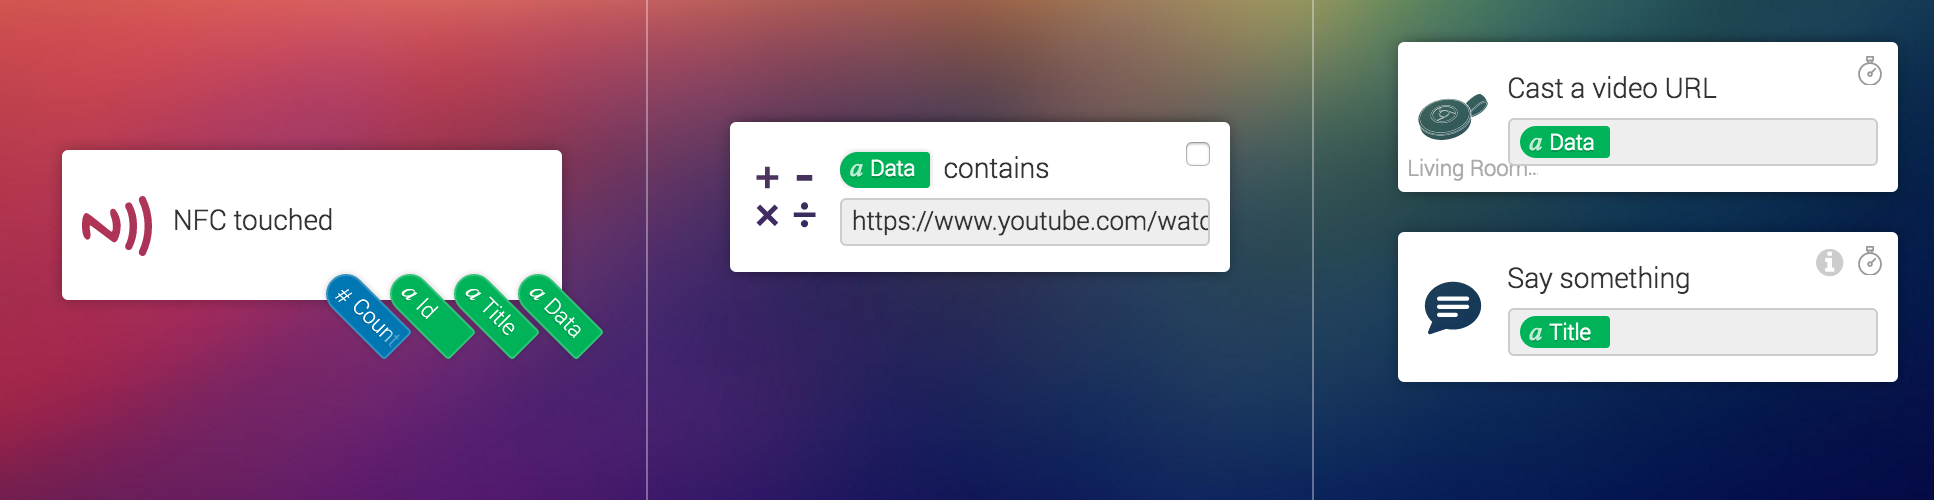 NFC touched
# Count
a Id
a Title
a Data
a Data contains
https://www.youtube.com/watc
Cast a video URL
a Data
Living Room...
Say something
a Title